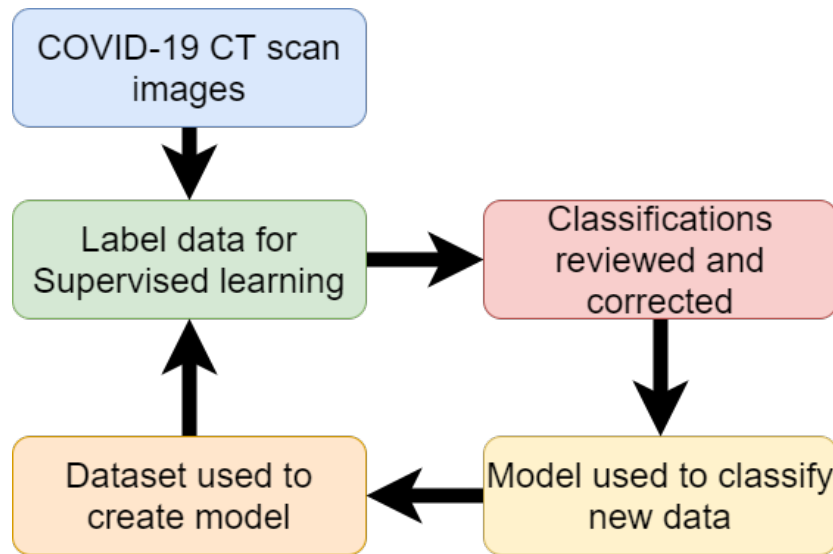 COVID-19 CT scan
images
Label data for
Supervised learning
Classifications
reviewed and
corrected
Dataset used to
create model
Model used to classify
new data